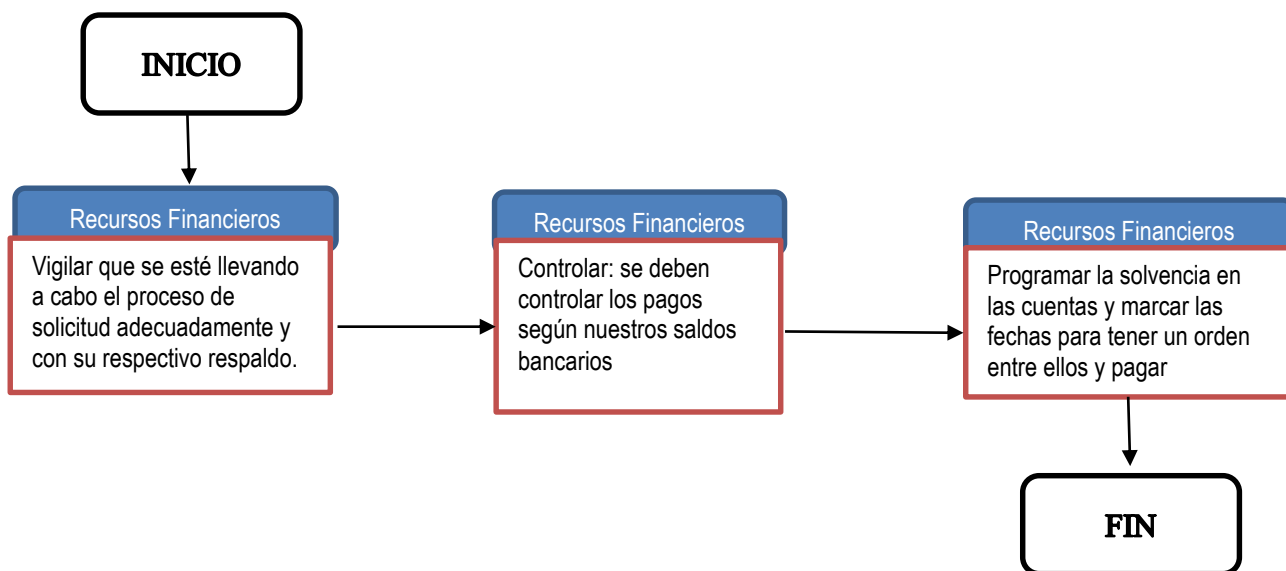 INICIO
Recursos Financieros
Vigilar que se esté llevando
a cabo el proceso de
solicitud adecuadamente y
con su respectivo respaldo.
Recursos Financieros
Controlar: se deben
controlar los pagos
según nuestros saldos
bancarios
Recursos Financieros
Programar la solvencia en
las cuentas y marcar las
fechas para tener un orden
entre ellos y pagar
FIN